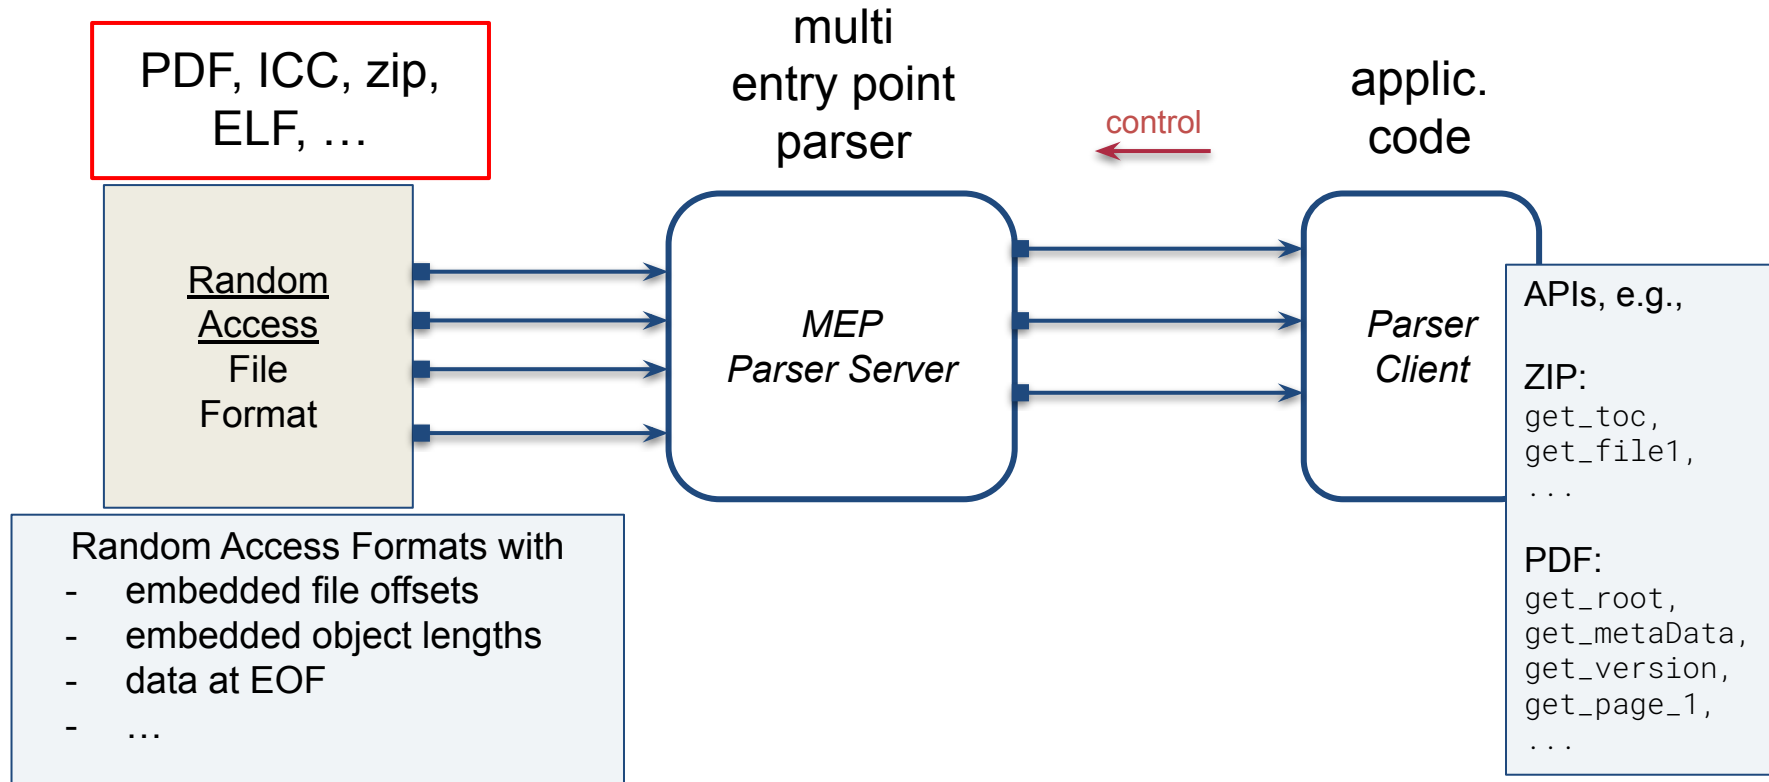 PDF, ICC, zip,
ELF, …
multi
entry point
parser
control
applic.
code
Random
Access
File
Format
MEP
Parser Server
Parser
Client
APIs, e.g.,
ZIP:
get_toc,
get_file1,
...
PDF:
get_root,
get_metaData,
get_version,
get_page_1,
...
Random Access Formats with
- embedded file offsets
- embedded object lengths
- data at EOF
- …